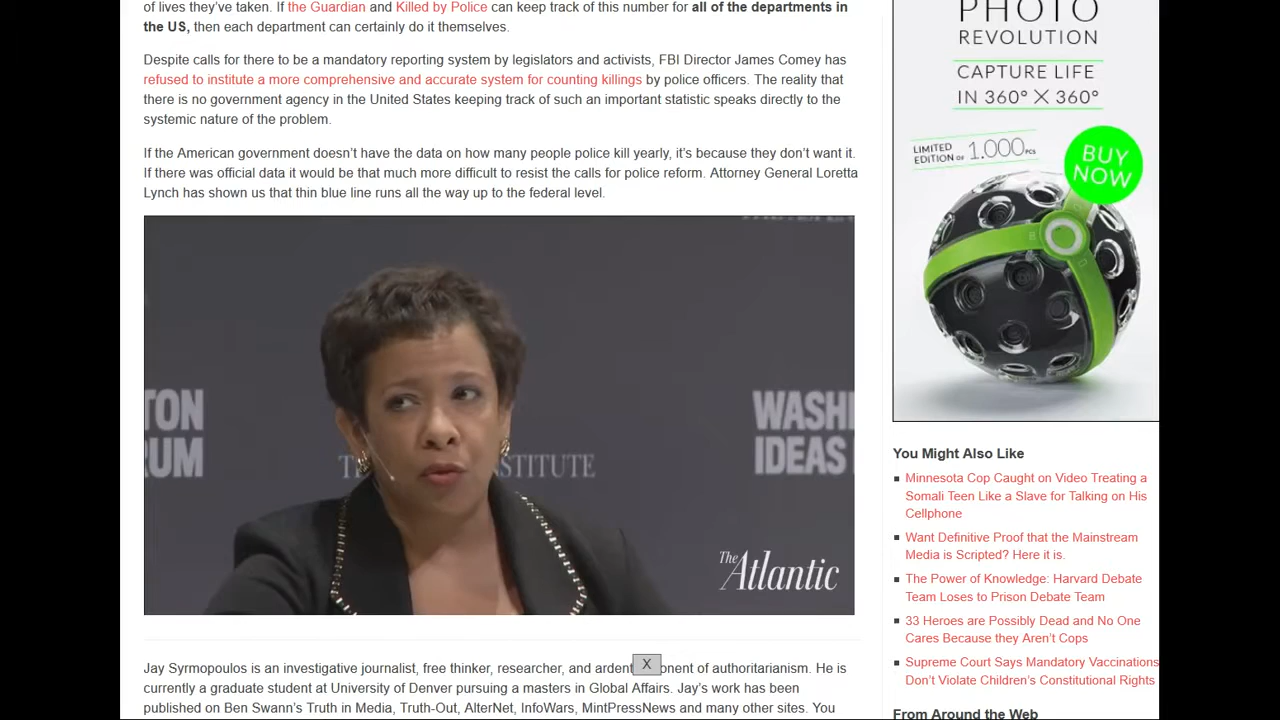 of lives they've taken. If the Guardian and Killed by Police can keep track of this number for all of the departments in
the US, then each department can certainly do it themselves.
Despite calls for there to be a mandatory reporting system by legislators and activists, FBI Director James Comey has
refused to institute a more comprehensive and accurate system for counting killings by police officers. The reality that
there is no government agency in the United States keeping track of such an important statistic speaks directly to the
systemic nature of the problem.
If the American government doesn't have the data on how many people police kill yearly, it's because they don't want it.
If there was official data it would be that much more difficult to resist the calls for police reform. Attorney General Loretta
Lynch has shown us that thin blue line runs all the way up to the federal level.
TON
RUM
STITUTE
WASHI
IDEAS
The
Atlantic
Jay Syrmopoulos is an investigative journalist, free thinker, researcher, and ardent X onent of authoritarianism. He is
currently a graduate student at University of Denver pursuing a masters in Global Affairs. Jay's work has been
published on Ben Swann's Truth in Media, Truth-Out, AlterNet, InfoWars, MintPressNews and many other sites. You
PHOTO
REVOLUTION
CAPTURE LIFE
IN 360° X 360°
LIMITED
EDITION OF 1.000 PCS
BUY
NOW
You Might Also Like
Minnesota Cop Caught on Video Treating a
Somali Teen Like a Slave for Talking on His
Cellphone
Want Definitive Proof that the Mainstream
Media is Scripted? Here it is.
The Power of Knowledge: Harvard Debate
Team Loses to Prison Debate Team
33 Heroes are Possibly Dead and No One
Cares Because they Aren't Cops
Supreme Court Says Mandatory Vaccinations
Don't Violate Children's Constitutional Rights
From Around the Web